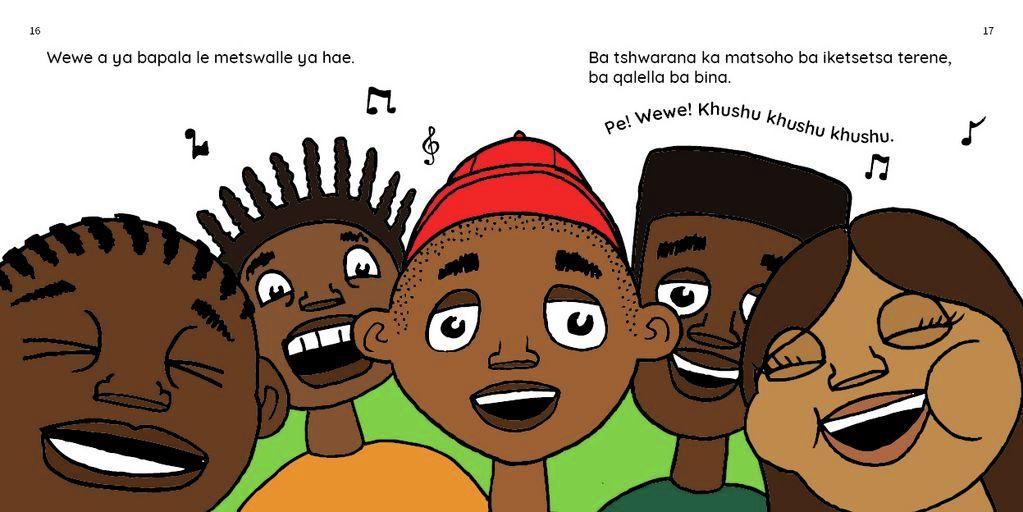 16
Wewe a ya bapala le metswalle ya hae.
17
Ba tshwarana ka matsoho ba iketsetsa terene,
ba qalella ba bina.
Pe! Wewe! Khushu khushu khushu.